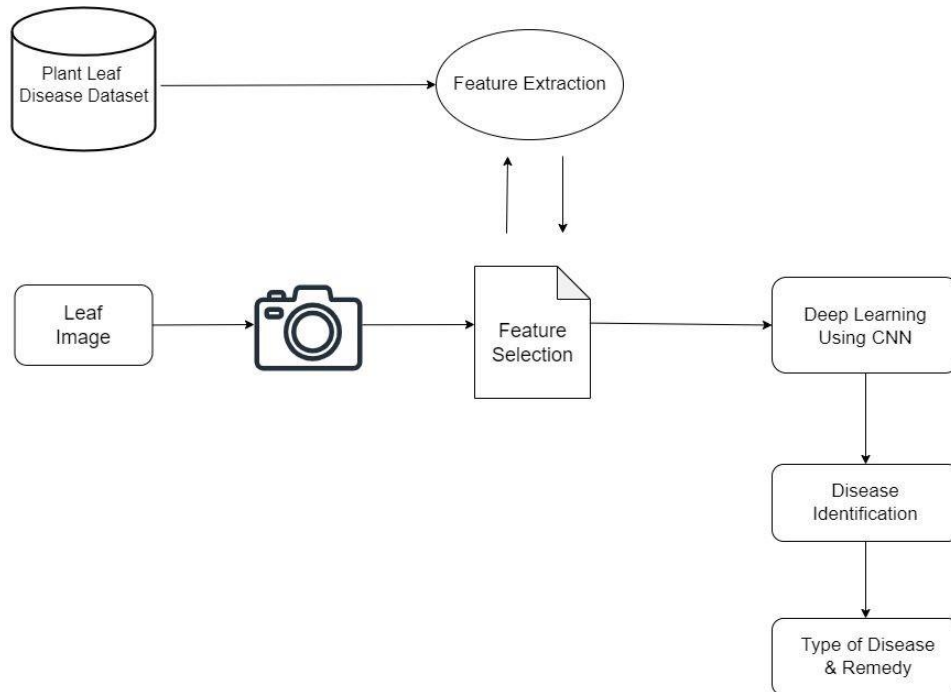 Plant Leaf
Disease Dataset
Feature Extraction
Leaf
Image
Feature
Selection
Deep Learning
Using CNN
Disease
Identification
Type of Disease
& Remedy